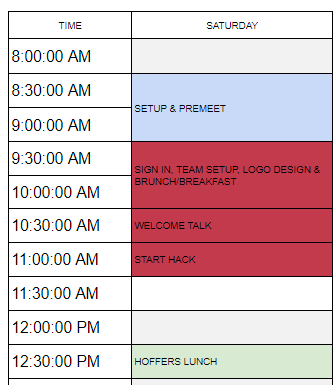 TIME SATURDAY
8:00:00 AM
8:30:00 AM
SETUP & PREMEET
9:00:00 AM
9:30:00 AM
SIGN IN, TEAM SETUP, LOGO DESIGN &
BRUNCH/BREAKFAST
10:00:00 AM
10:30:00 AM WELCOME TALK
11:00:00 AM START HACK
11:30:00 AM
12:00:00 PM
12:30:00 PM HOFFERS LUNCH